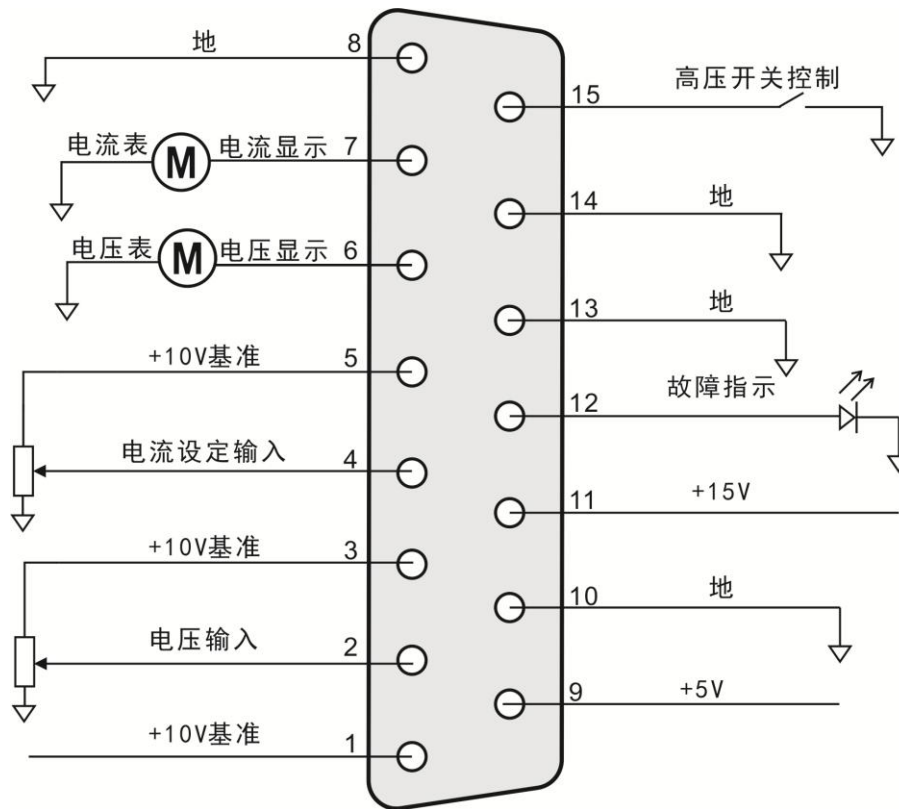 地 8
电流表 M 电流显示 7
电压表 M 电压显示 6
+10V基准 5
电流设定输入 4
+10V基准 3
电压输入 2
+10V基准 1
15 高压开关控制
14 地
13 地
12 故障指示
11 +15V
10 地
9 +5V